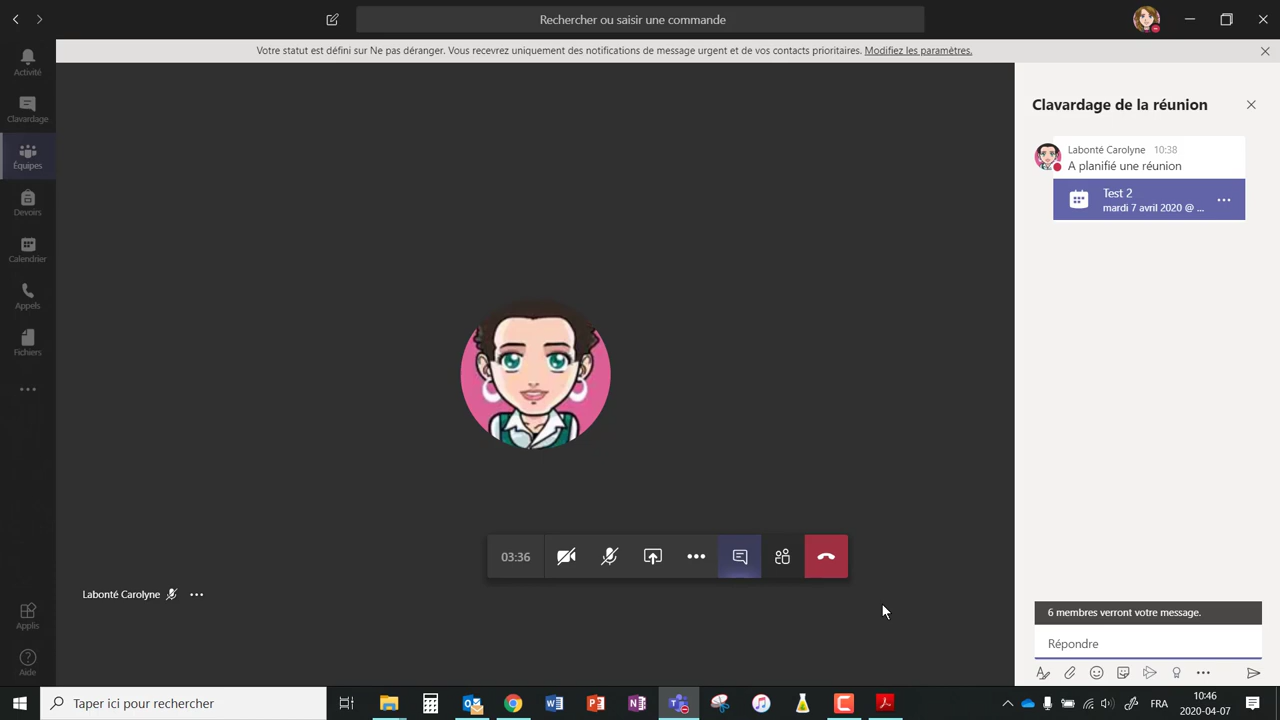 Rechercher ou saisir une commande
Votre statut est défini sur Ne pas déranger. Vous recevrez uniquement des notifications de message urgent et de vos contacts prioritaires. Modifiez les paramètres.
Activité
Clavardage
Équipes
Devoirs
Calendrier
Appels
Fichiers
Applis
Aide
03:36
Labonté Carolyne
Clavardage de la réunion
Labonté Carolyne 10:38
A planifié une réunion
Test 2
mardi 7 avril 2020 @ ...
6 membres verront votre message.
Répondre
Taper ici pour rechercher
FRA
10:46
2020-04-07